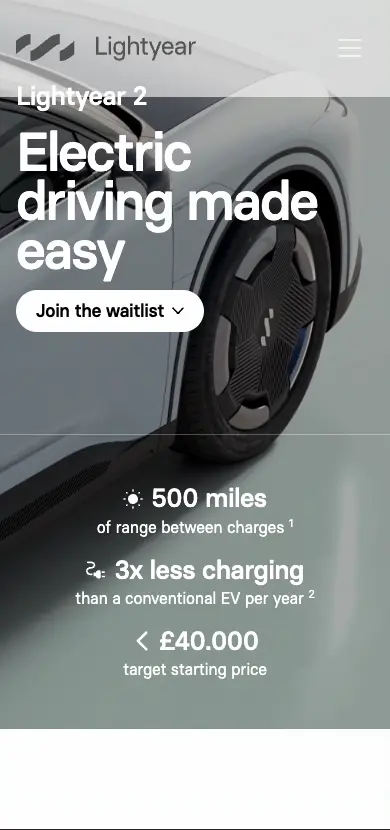 Lightyear
Lightyear 2
Electric
driving made
easy
Join the waitlist
500 miles
of range between charges ¹
3x less charging
than a conventional EV per year ²
< £40.000
target starting price